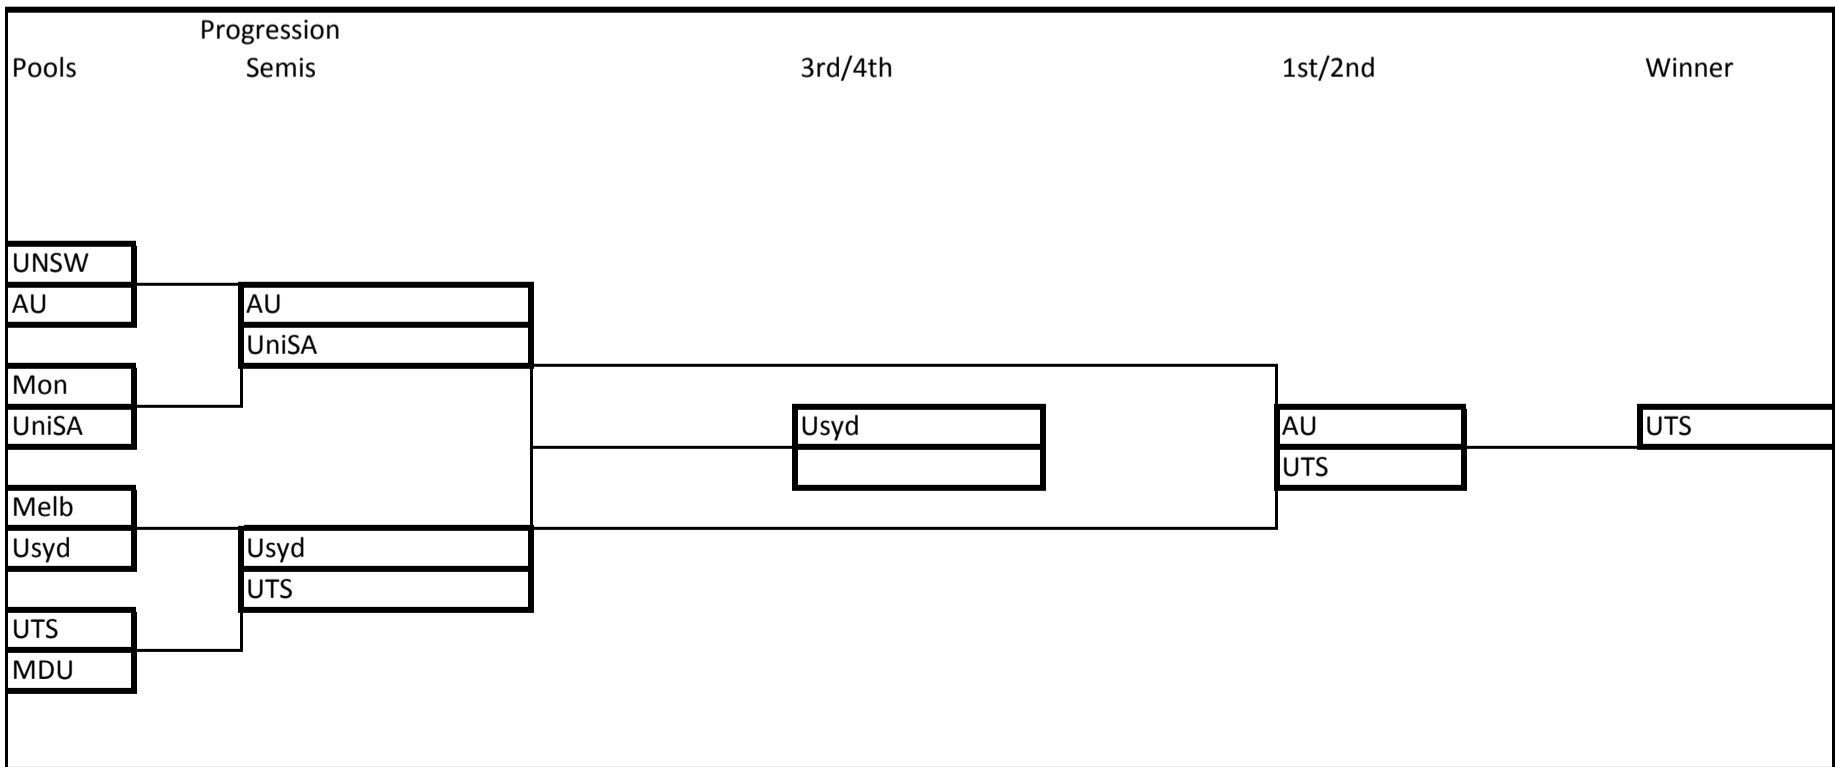 Progression
Pools Semis 3rd/4th 1st/2nd Winner
UNSW
AU AU
UniSA
Mon
UniSA Usyd AU UTS
UTS
Melb
Usyd Usyd
UTS
UTS
MDU